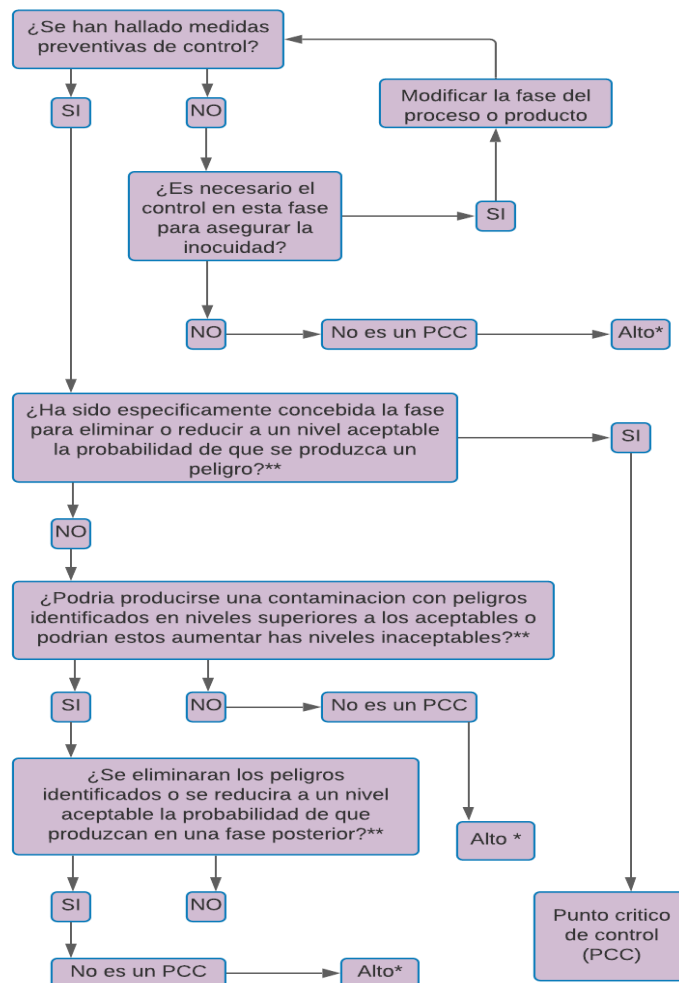 ¿Se han hallado medidas
preventivas de control?
SI
NO
Modificar la fase del
proceso o producto
¿Es necesario el
control en esta fase
para asegurar la
inocuidad?
SI
NO
No es un PCC
Alto*
¿Ha sido especificamente concebida la fase
para eliminar o reducir a un nivel aceptable
la probabilidad de que se produzca un
peligro?**
SI
NO
¿Podria producirse una contaminacion con peligros
identificados en niveles superiores a los aceptables o
podrian estos aumentar has niveles inaceptables?**
SI
NO
No es un PCC
¿Se eliminaran los peligros
identificados o se reducira a un nivel
aceptable la probabilidad de que
produzcan en una fase posterior?**
Alto *
SI
NO
Punto critico
de control
(PCC)
No es un PCC
Alto*